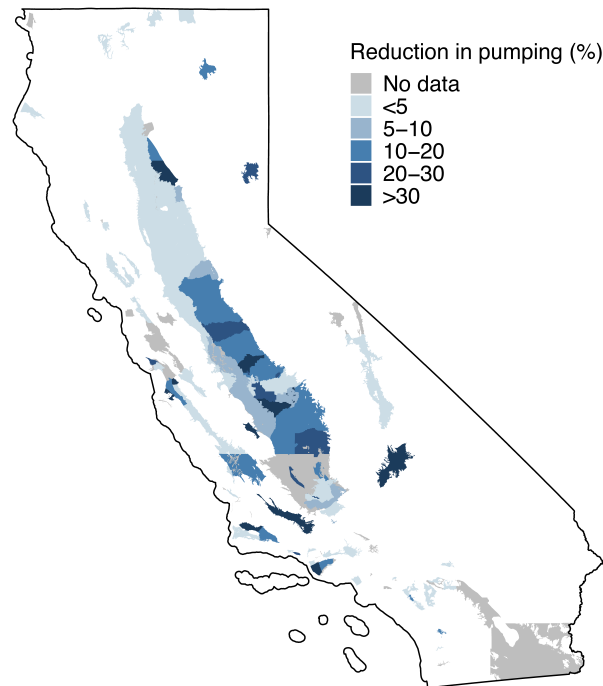 Reduction in pumping (%)
No data
<5
5–10
10–20
20–30
>30